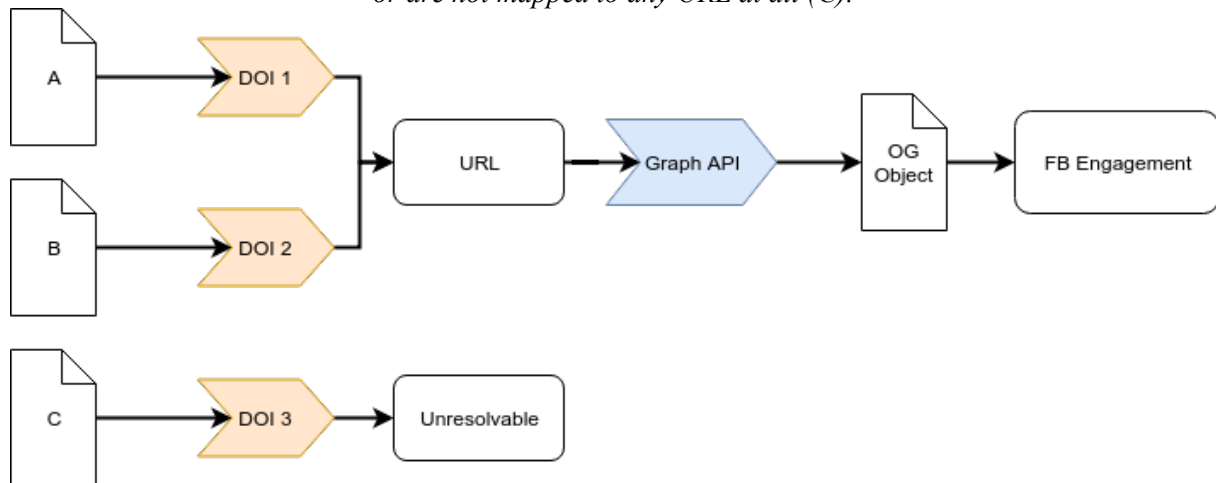 or are not mapped to any URL at all (C).
A
DOI 1
URL
Graph API
OG
Object
FB Engagement
B
DOI 2
C
DOI 3
Unresolvable